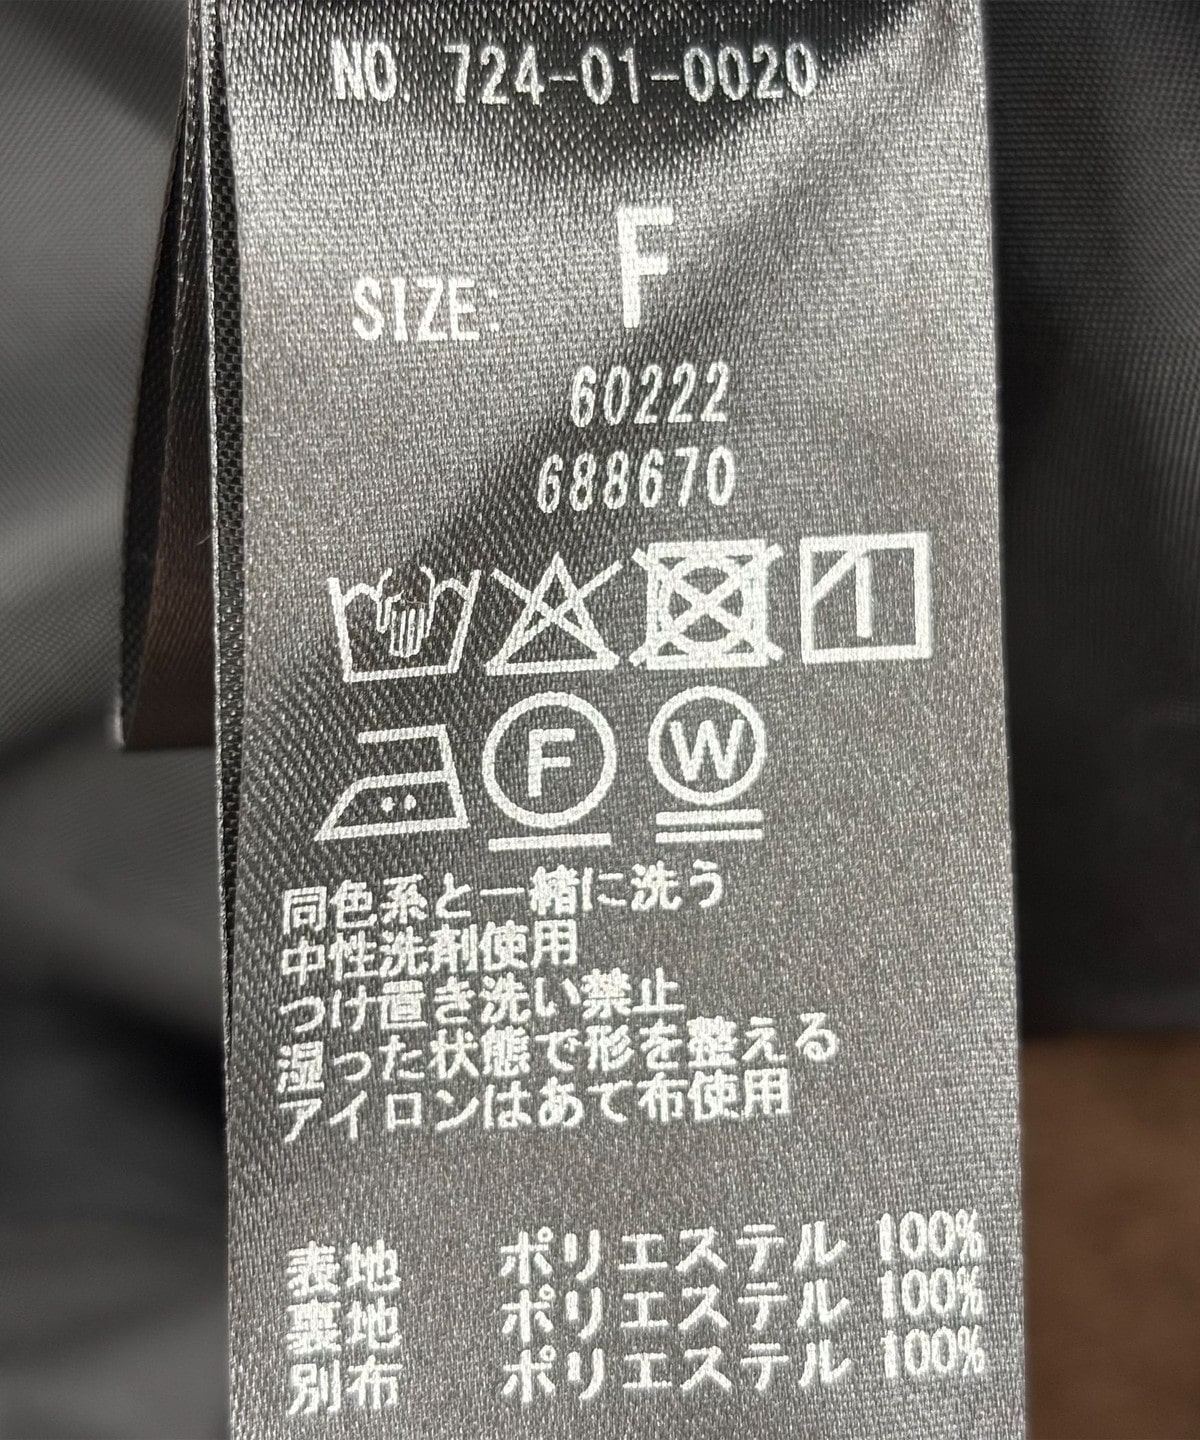 NO. 724-01-0020
SIZE: F
60222
688670
F W
同色系と一緒に洗う
中性洗剤使用
つけ置き洗い禁止
湿った状態で形を整える
アイロンはあて布使用
表地 ポリエステル 100%
裏地 ポリエステル 100%
別布 ポリエステル 100%